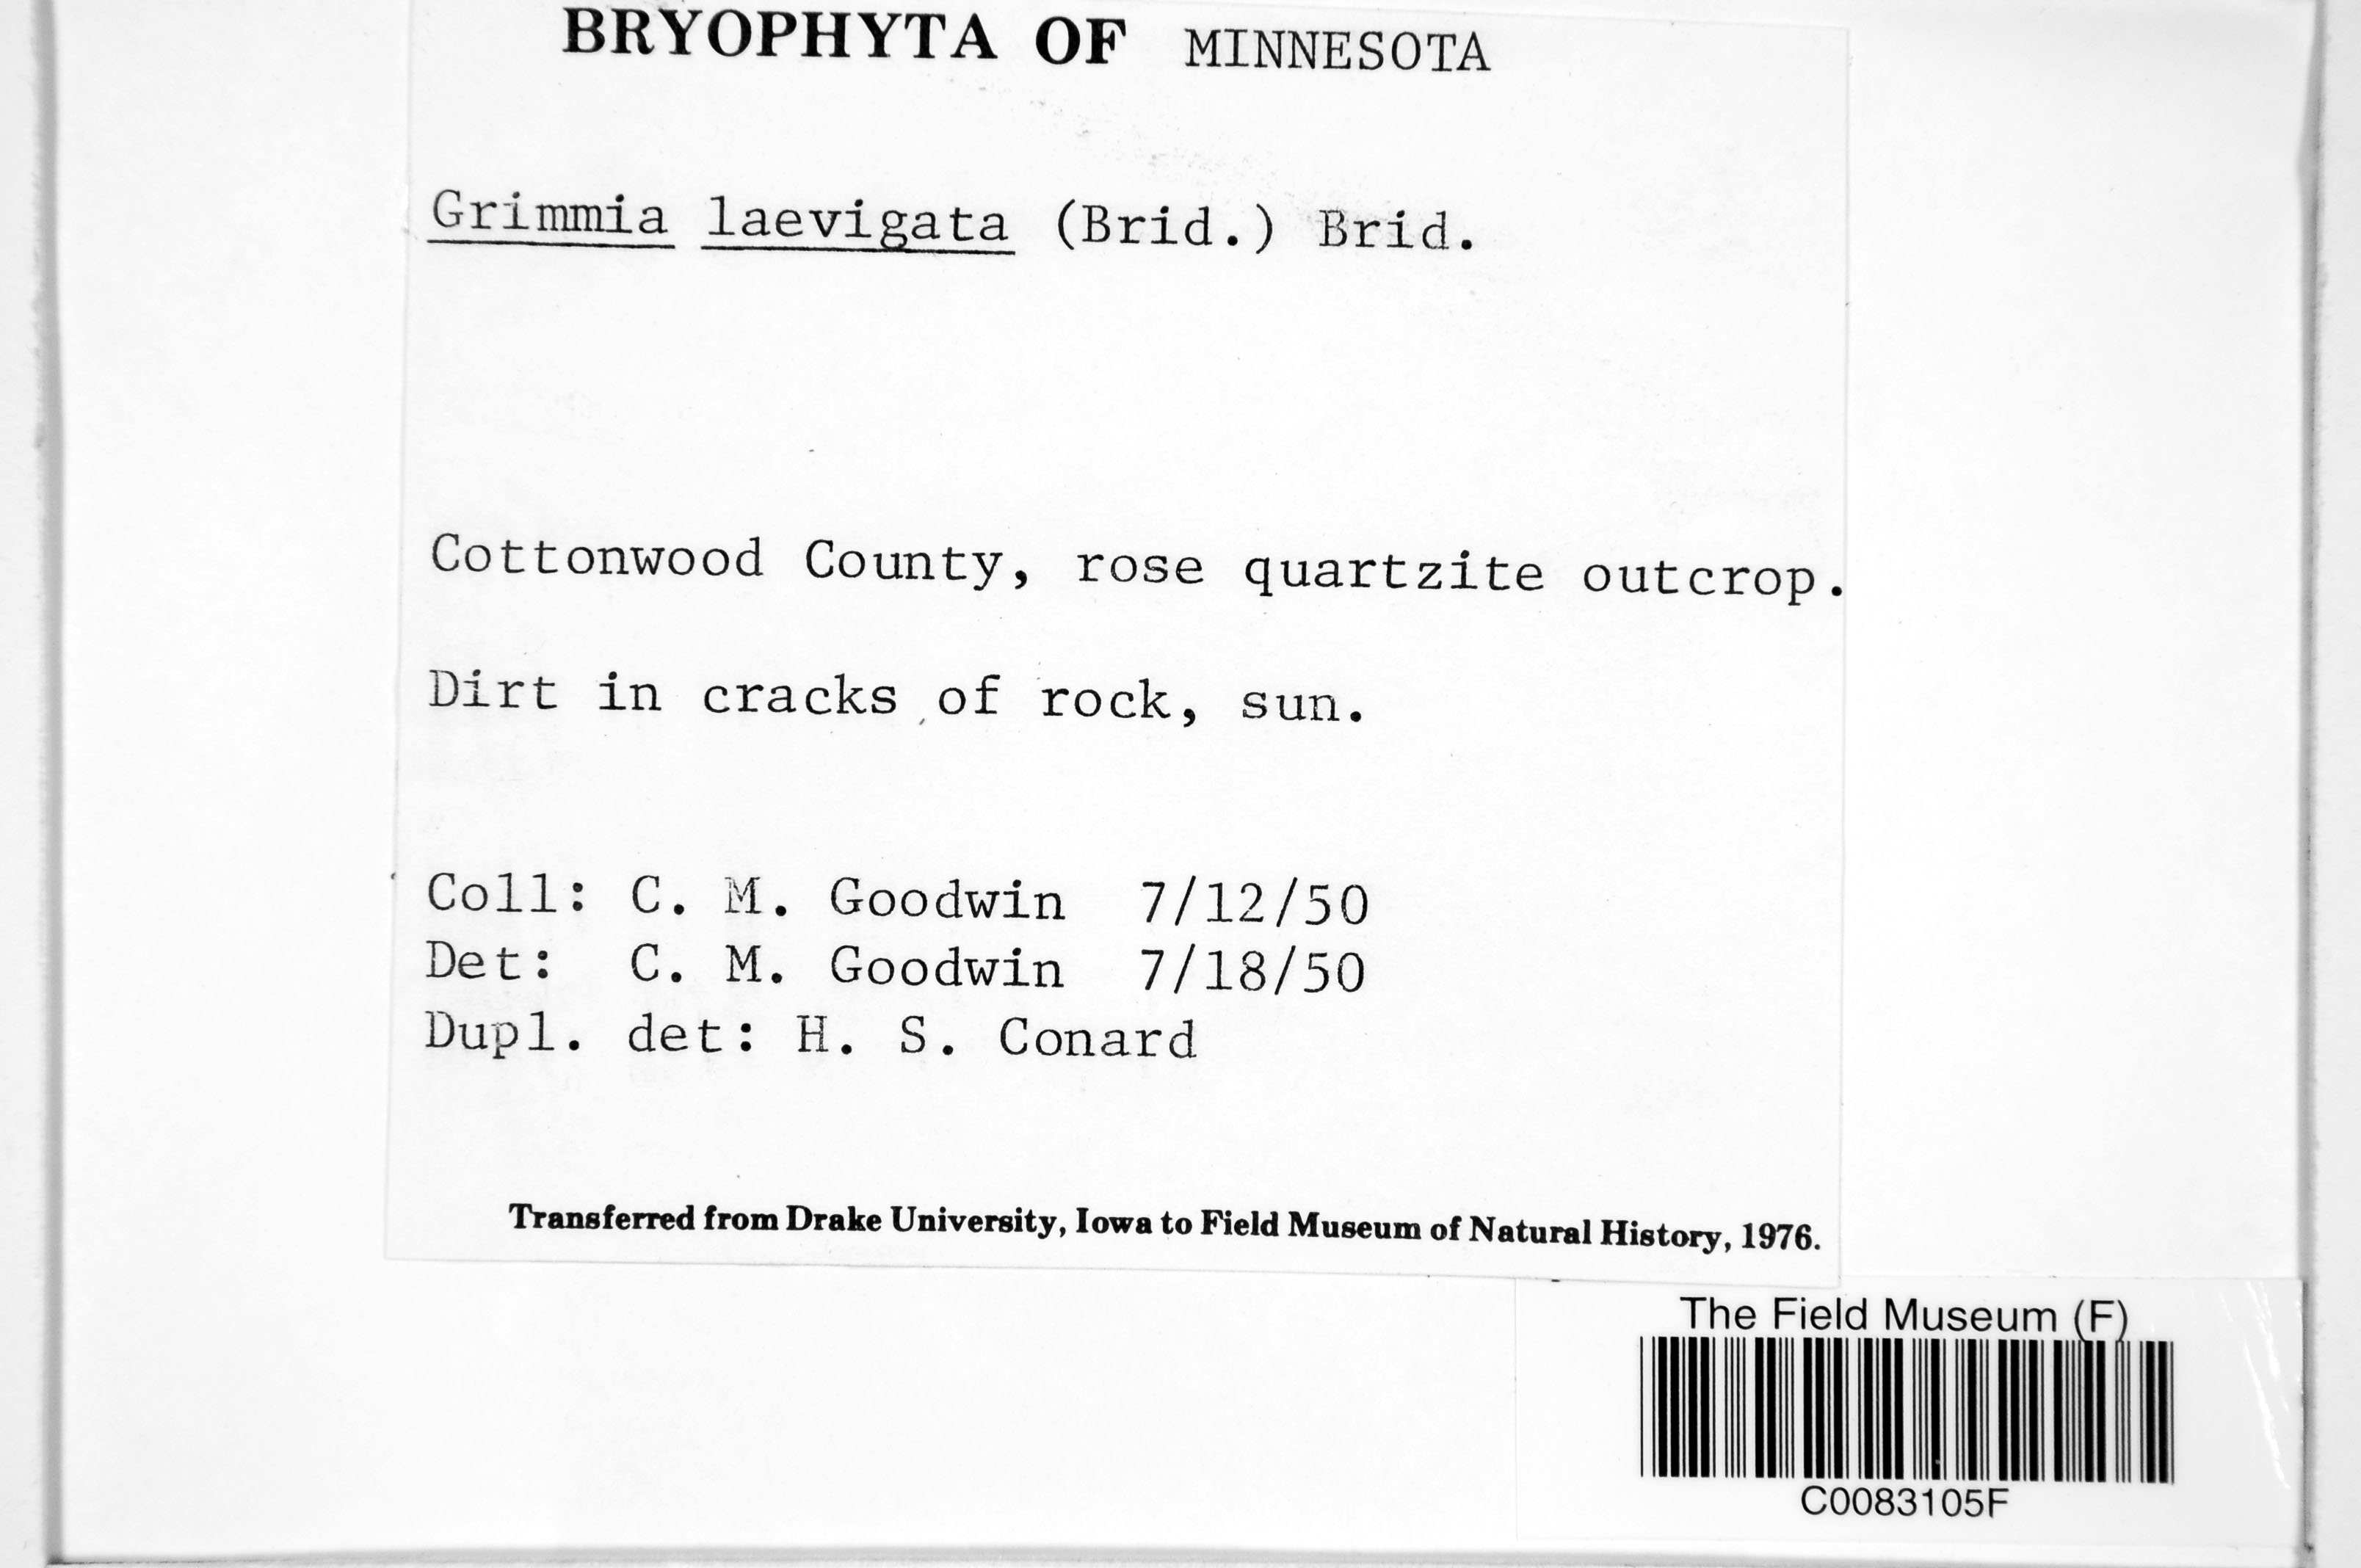 BRYOPHYTA OF MINNESOTA
Grimmia laevigata (Brid.) Brid.
Cottonwood County, rose quartzite outcrop.
Dirt in cracks of rock, sun.
Coll: C. M. Goodwin 7/12/50
Det: C. M. Goodwin 7/18/50
Dupl. det: H. S. Conard
Transferred from Drake University, Iowa to Field Museum of Natural History, 1976.
The Field Museum (F)
C0083105F